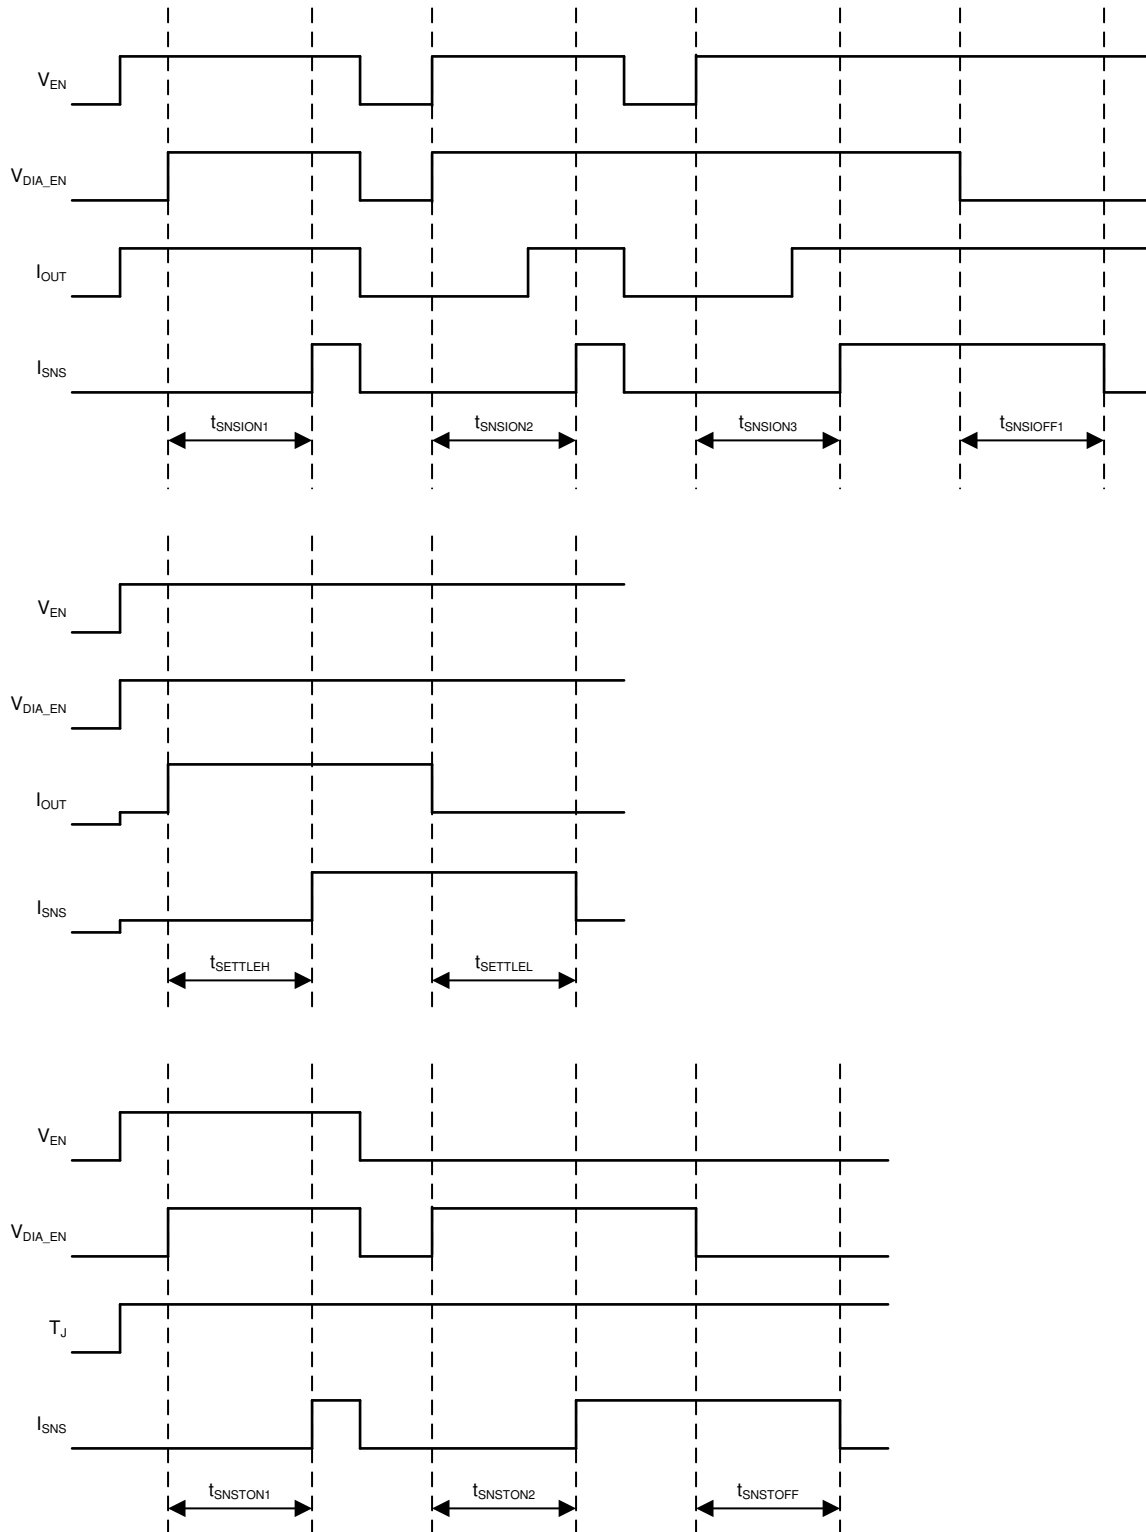 VEN
VDIA_EN
IOUT
ISNS
tSNSION1 tSNSION2 tSNSION3 tSNSIOFF1
VEN
VDIA_EN
IOUT
ISNS
tSETTLEH tSETTLEL
VEN
VDIA_EN
TJ
ISNS
tSNSTON1 tSNSTON2 tSNSTOFF